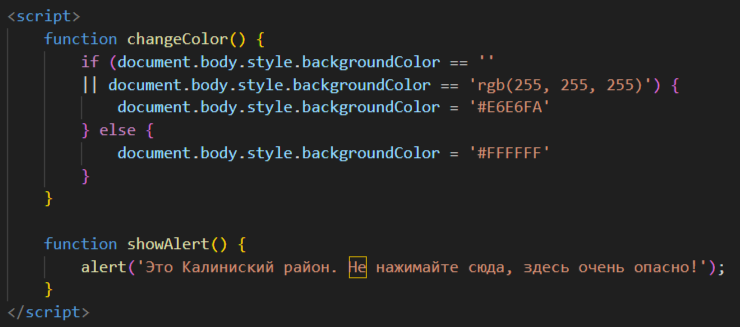 <script>
function changeColor() {
if (document.body.style.backgroundColor == ''
|| document.body.style.backgroundColor == 'rgb(255, 255, 255)') {
document.body.style.backgroundColor = '#E6E6FA'
} else {
document.body.style.backgroundColor = '#FFFFFF'
}
}
function showAlert() {
alert('Это Калиниский район. Не нажимайте сюда, здесь очень опасно!');
}
</script>